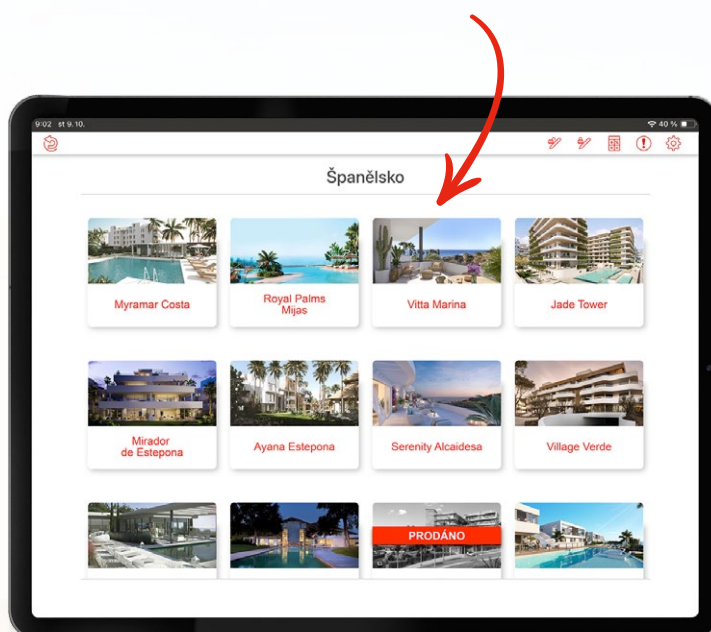 9:02 st 9. 10.
40 %
Španělsko
Myramar Costa
Royal Palms
Mijas
Vitta Marina
Jade Tower
Mirador
de Estepona
Ayana Estepona
Serenity Alcaidesa
Village Verde
PRODÁNO